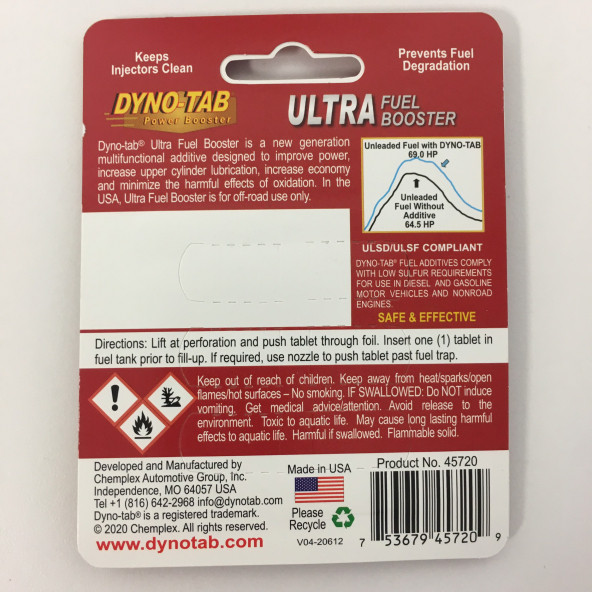 Keeps
Injectors Clean
Prevents Fuel
Degradation
DYNO-TAB
Power Booster
ULTRA FUEL BOOSTER
Dyno-tab® Ultra Fuel Booster is a new generation
multifunctional additive designed to improve power,
increase upper cylinder lubrication, increase economy
and minimize the harmful effects of oxidation. In the
USA, Ultra Fuel Booster is for off-road use only.
Unleaded Fuel with DYNO-TAB
69.0 HP
Unleaded
Fuel Without
Additive
64.5 HP
ULSD/ULSF COMPLIANT
DYNO-TAB® FUEL ADDITIVES COMPLY
WITH LOW SULFUR REQUIREMENTS
FOR USE IN DIESEL AND GASOLINE
MOTOR VEHICLES AND NONROAD
ENGINES.
SAFE & EFFECTIVE
Directions: Lift at perforation and push tablet through foil. Insert one (1) tablet in
fuel tank prior to fill-up. If required, use nozzle to push tablet past fuel trap.
Keep out of reach of children. Keep away from heat/sparks/open
flames/hot surfaces – No smoking. IF SWALLOWED: Do NOT induce
vomiting. Get medical advice/attention. Avoid release to the
environment. Toxic to aquatic life. May cause long lasting harmful
effects to aquatic life. Harmful if swallowed. Flammable solid.
Developed and Manufactured by
Chemplex Automotive Group, Inc.
Independence, MO 64057 USA
Tel +1 (816) 642-2968 info@dynotab.com
Dyno-tab® is a registered trademark.
© 2020 Chemplex. All rights reserved.
www.dynotab.com
Made in USA
Please
Recycle
V04-20612
Product No. 45720
7 53679 45720 9